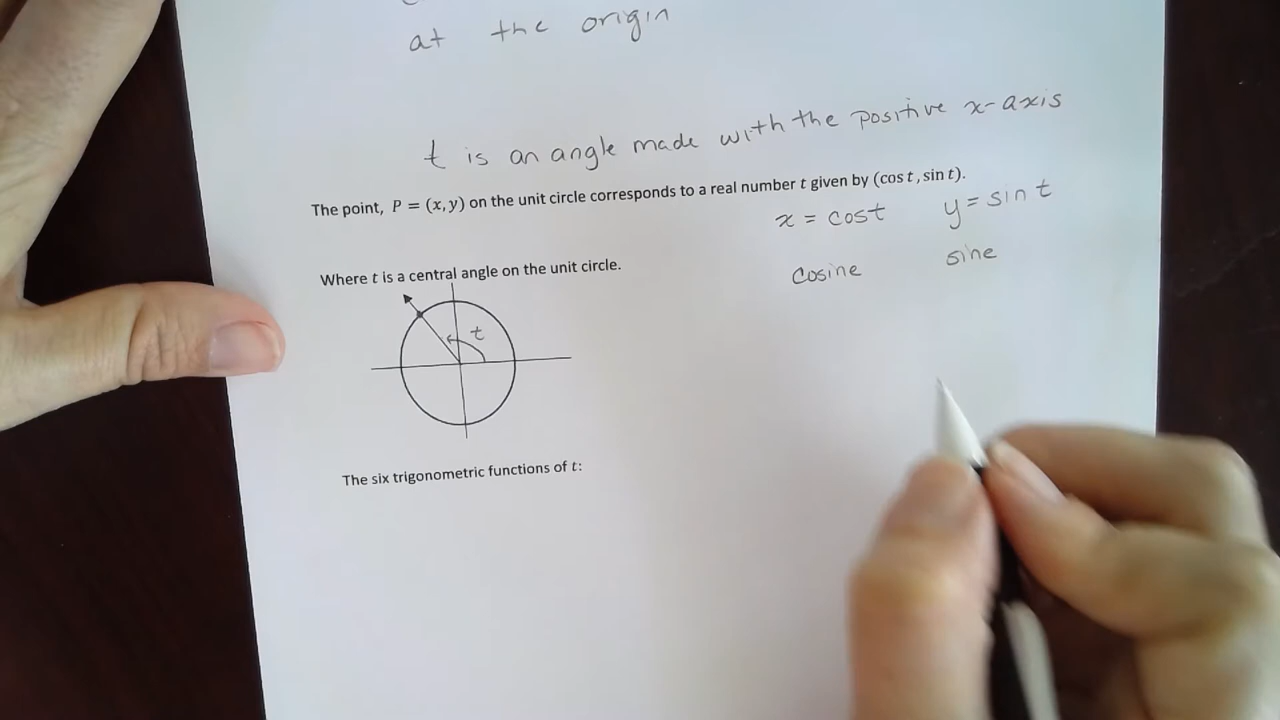 at the origin
t is an angle made with the positive x-axis
The point, P = (x, y) on the unit circle corresponds to a real number t given by (cos t , sin t).
x = cost y = sin t
Where t is a central angle on the unit circle.
cosine sine
t
The six trigonometric functions of t: